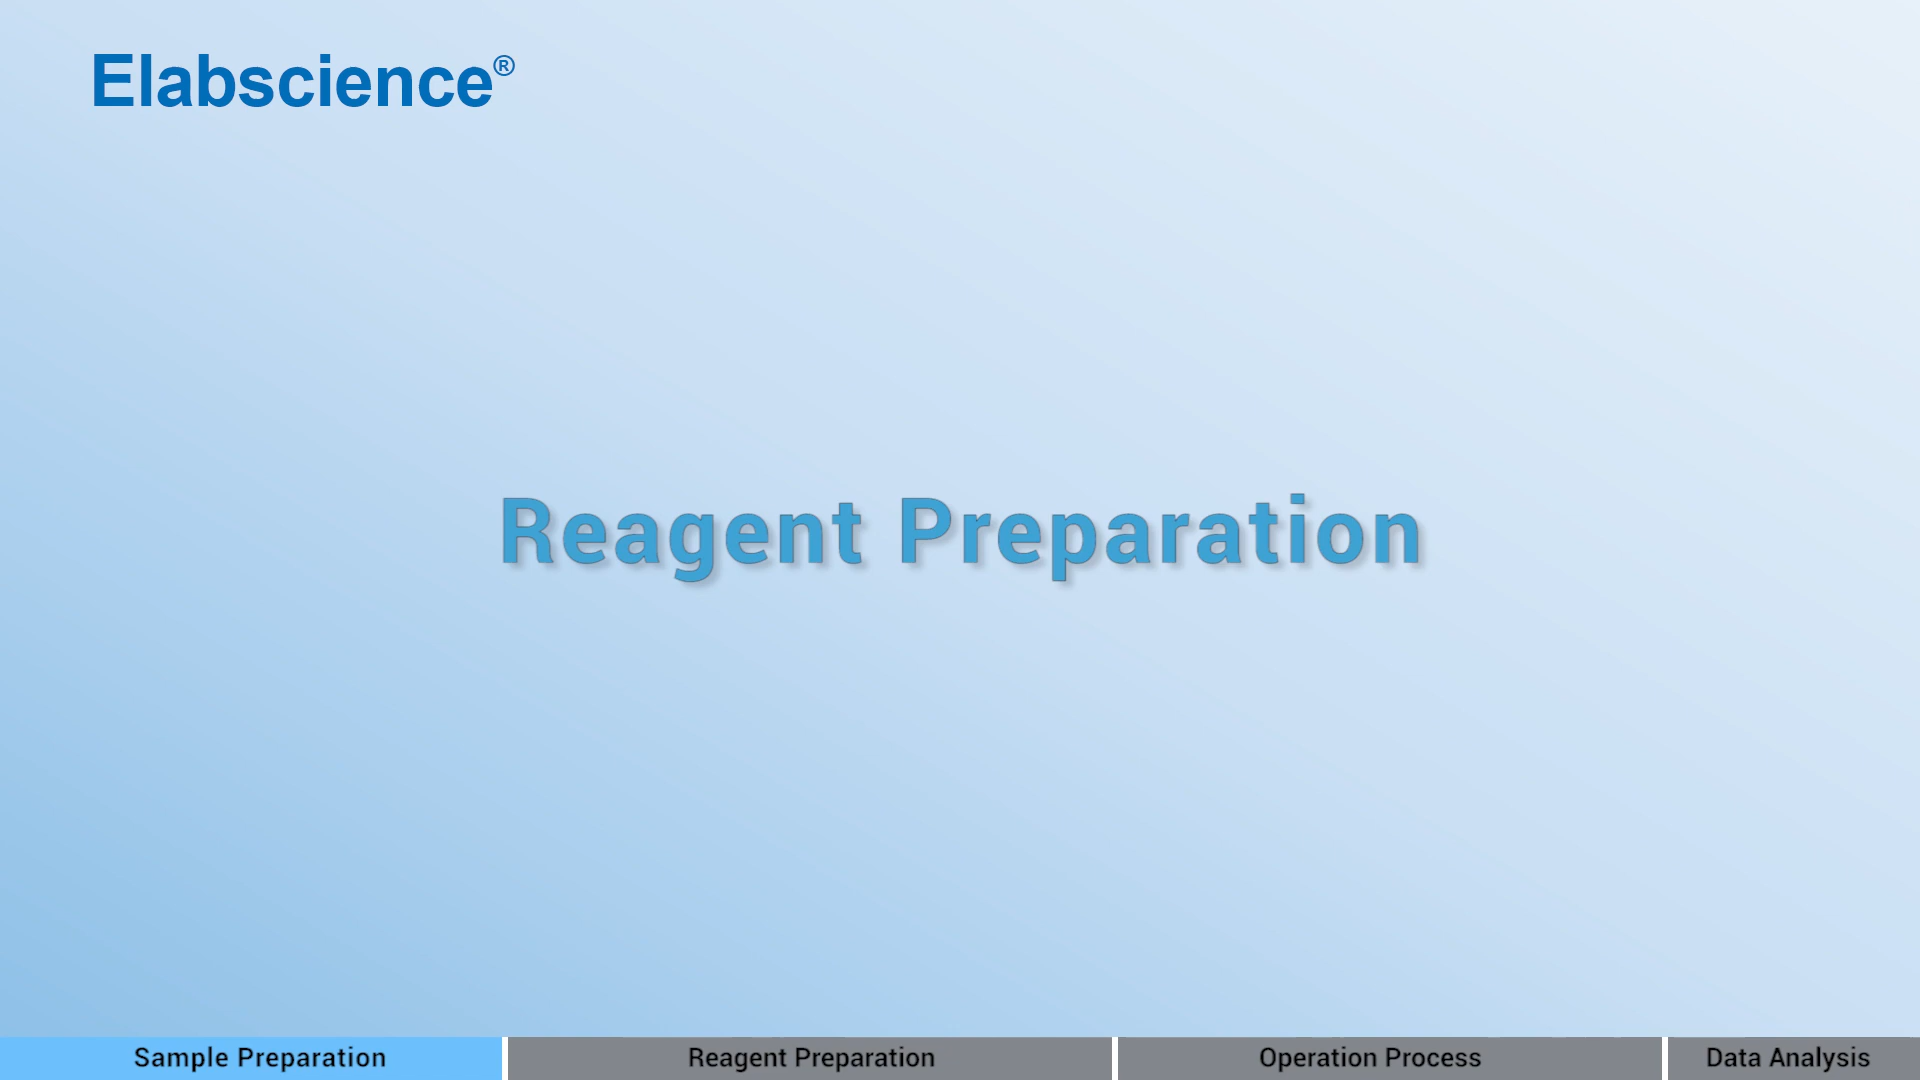 Elabscience®
Reagent Preparation
Sample Preparation
Reagent Preparation
Operation Process
Data Analysis